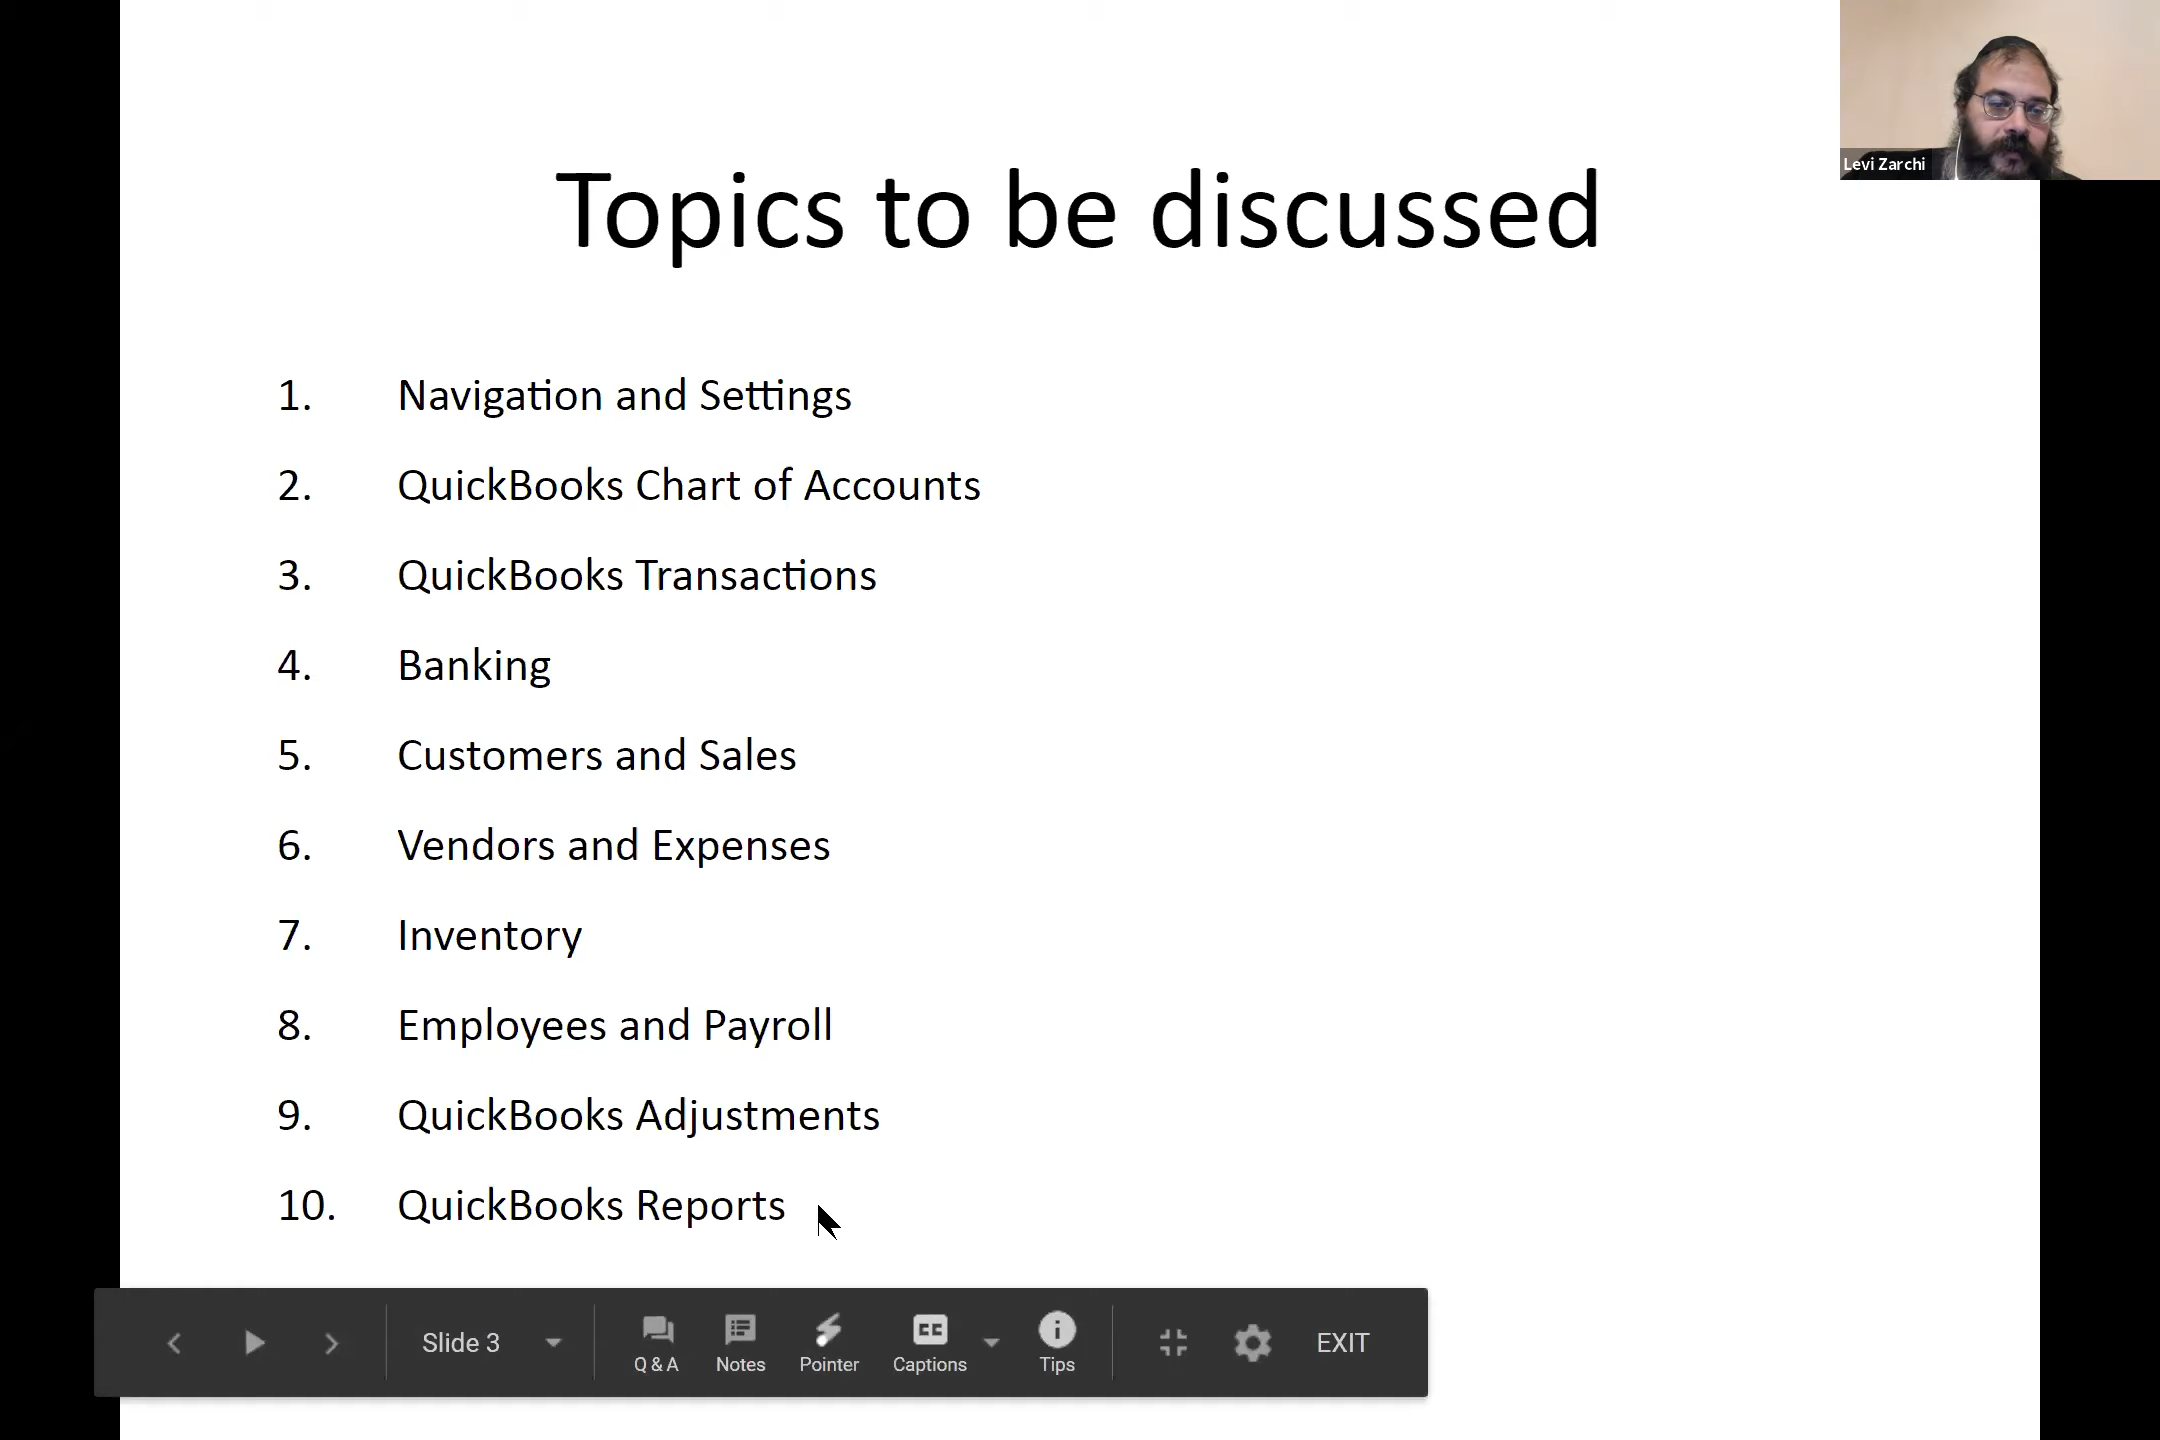 Levi Zarchi
Topics to be discussed
1. Navigation and Settings
2. QuickBooks Chart of Accounts
3. QuickBooks Transactions
4. Banking
5. Customers and Sales
6. Vendors and Expenses
7. Inventory
8. Employees and Payroll
9. QuickBooks Adjustments
10. QuickBooks Reports
Slide 3
Q & A Notes Pointer Captions Tips EXIT